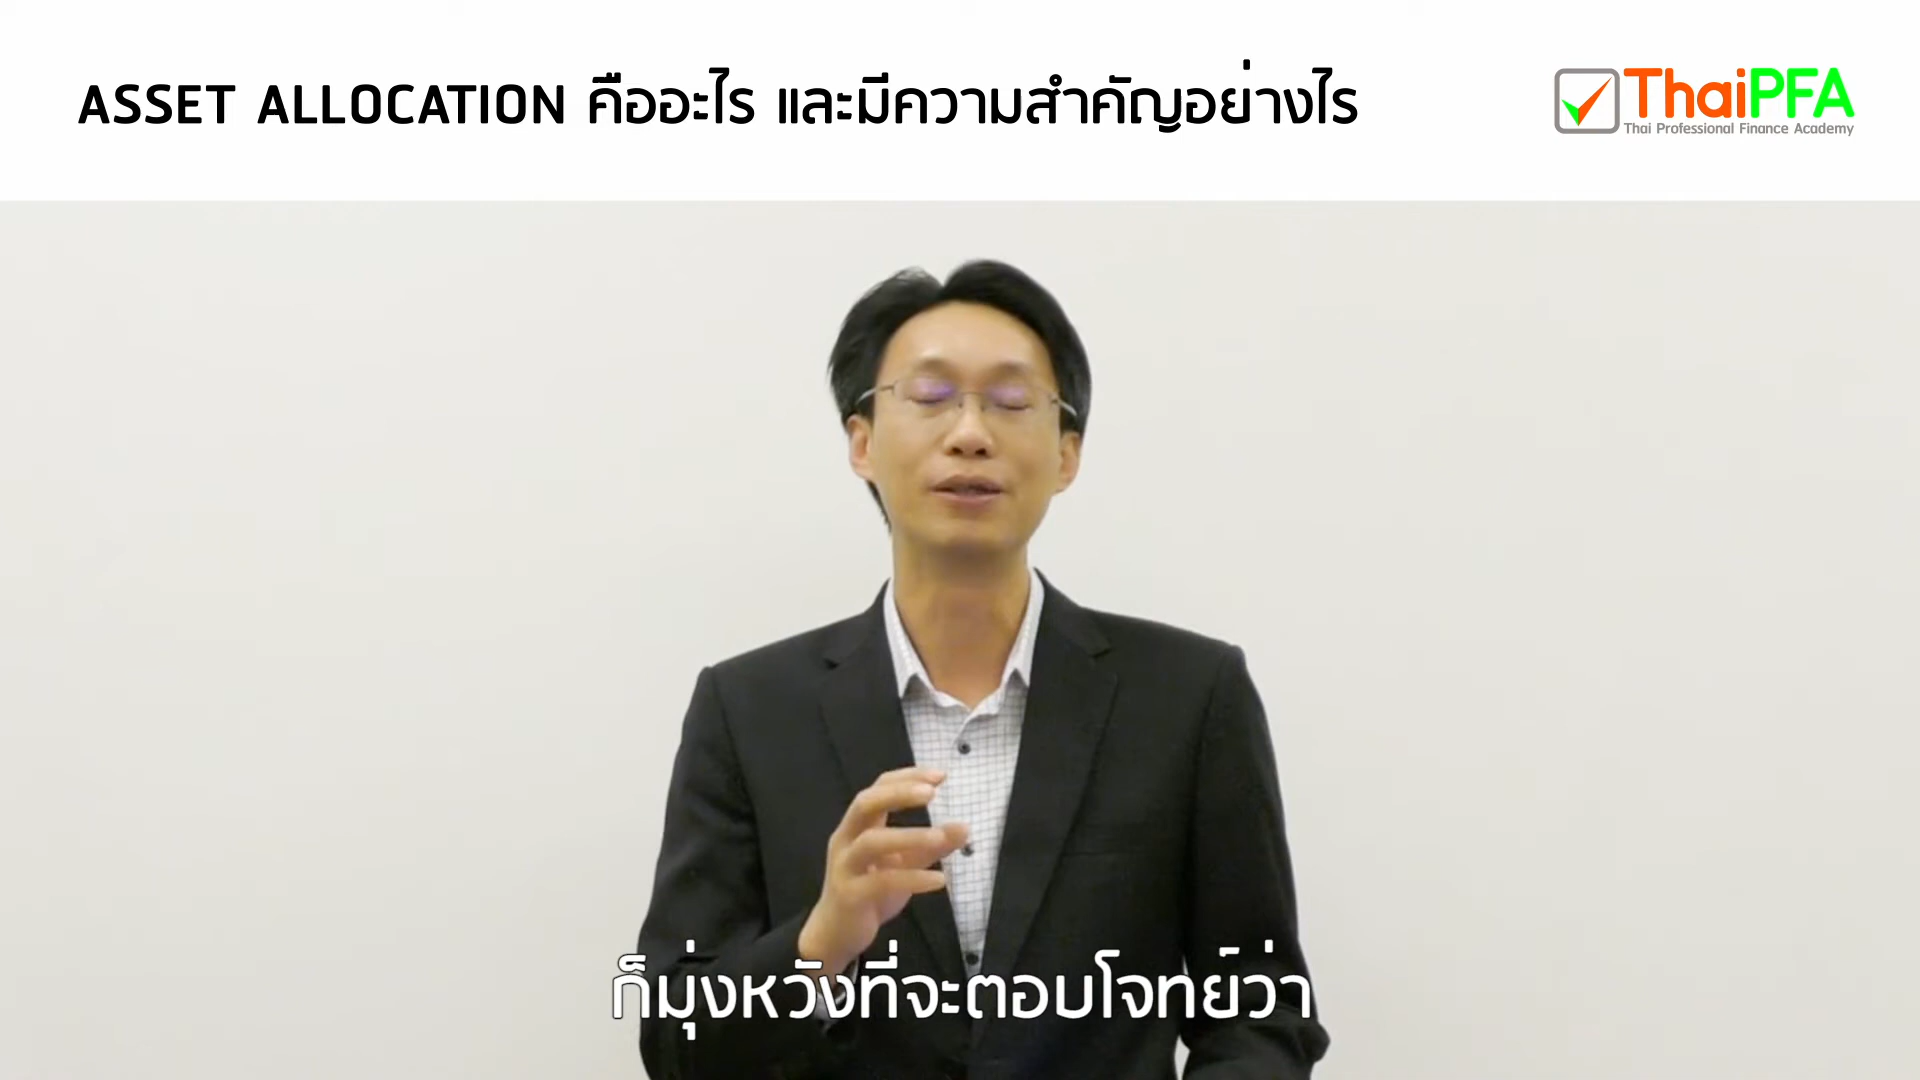 ASSET ALLOCATION คืออะไร และมีความสำคัญอย่างไร
ThaiPFA
Thai Professional Finance Academy
ก็มุ่งหวังที่จะตอบโจทย์ว่า